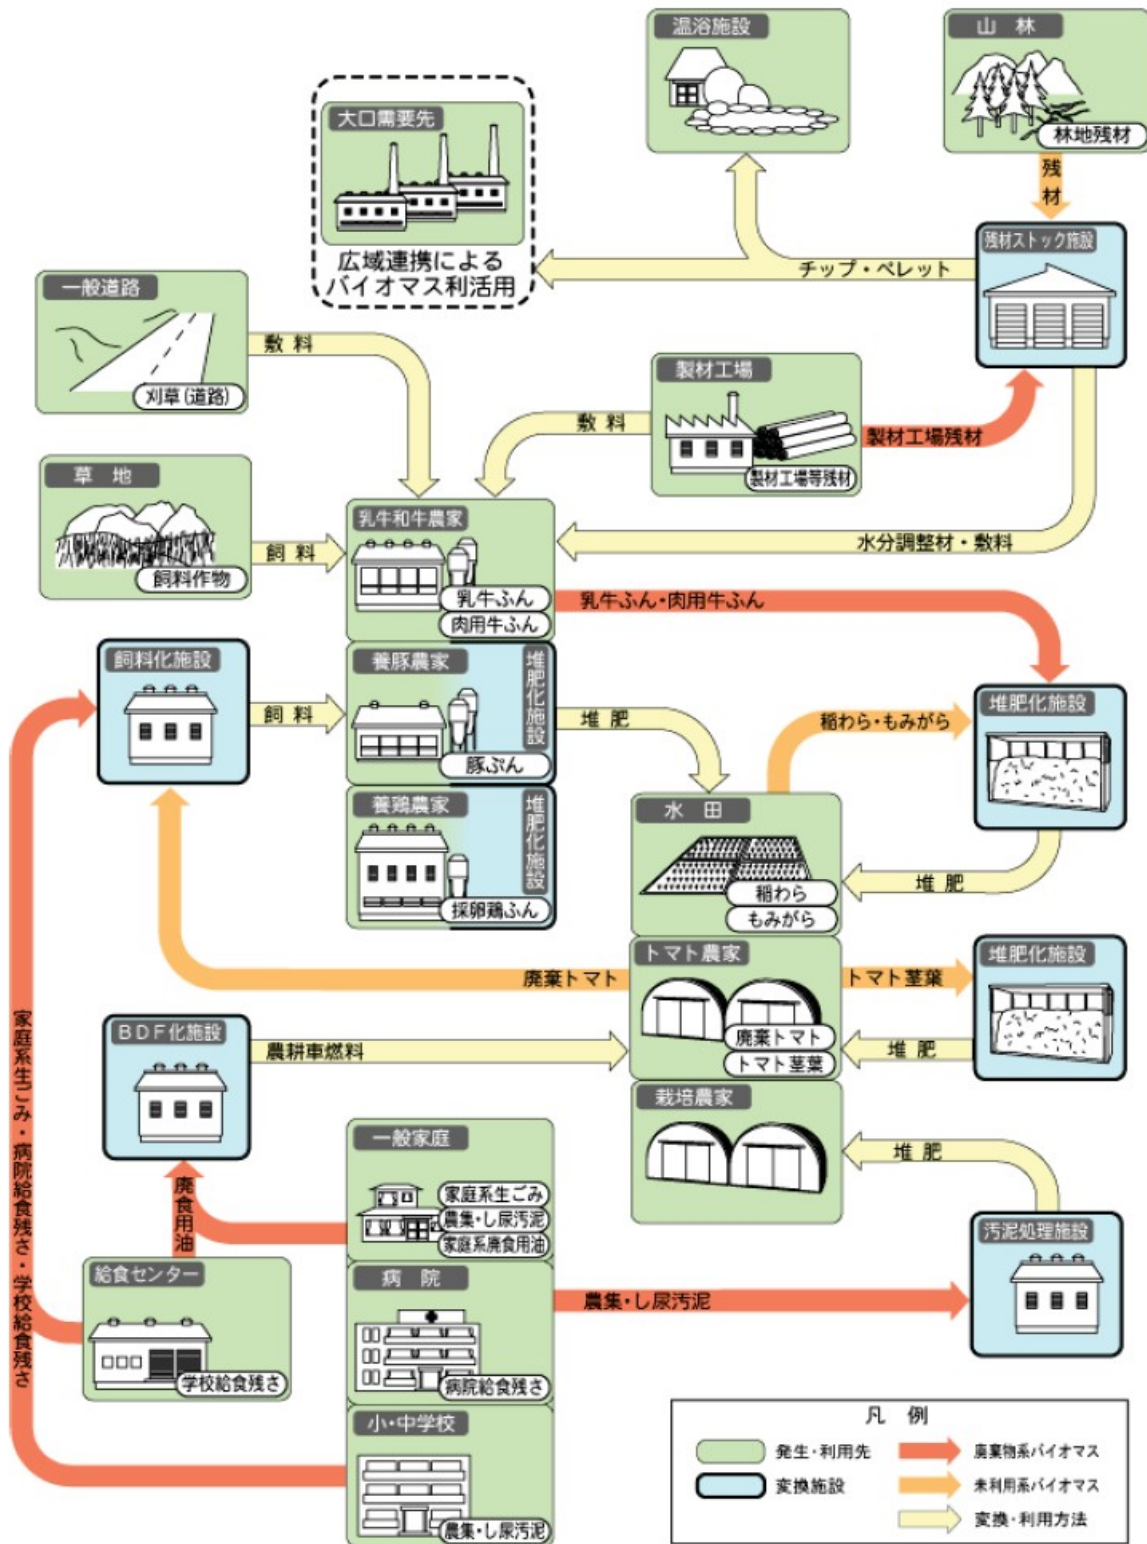 温浴施設
山林
林地残材
大口需要先
広域連携による
バイオマス利活用
残材
残材ストック施設
チップ・ペレット
一般道路
刈草(道路)
敷料
製材工場
製材工場等残材
敷料
製材工場残材
草地
飼料作物
飼料
乳牛和牛農家
乳牛ふん
肉用牛ふん
水分調整材・敷料
乳牛ふん・肉用牛ふん
飼料化施設
飼料
養豚農家
堆肥化施設
豚ぷん
堆肥
稲わら・もみがら
堆肥化施設
養鶏農家
堆肥化施設
採卵鶏ふん
水田
稲わら
もみがら
堆肥
廃棄トマト
トマト農家
廃棄トマト
トマト茎葉
トマト茎葉
堆肥化施設
堆肥
BDF化施設
農耕車燃料
栽培農家
堆肥
家庭系生ごみ・病院給食残さ・学校給食残さ
廃食用油
一般家庭
家庭系生ごみ
農集・し尿汚泥
家庭系廃食用油
汚泥処理施設
給食センター
学校給食残さ
病院
病院給食残さ
農集・し尿汚泥
小・中学校
農集・し尿汚泥
凡例
発生・利用先
変換施設
廃棄物系バイオマス
未利用系バイオマス
変換・利用方法